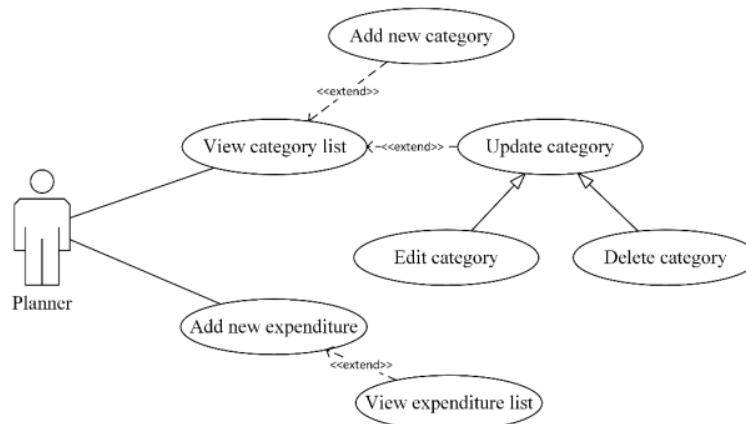 Add new category
<<extend>>
View category list
<<extend>>
Update category
Edit category
Delete category
Planner
Add new expenditure
<<extend>>
View expenditure list